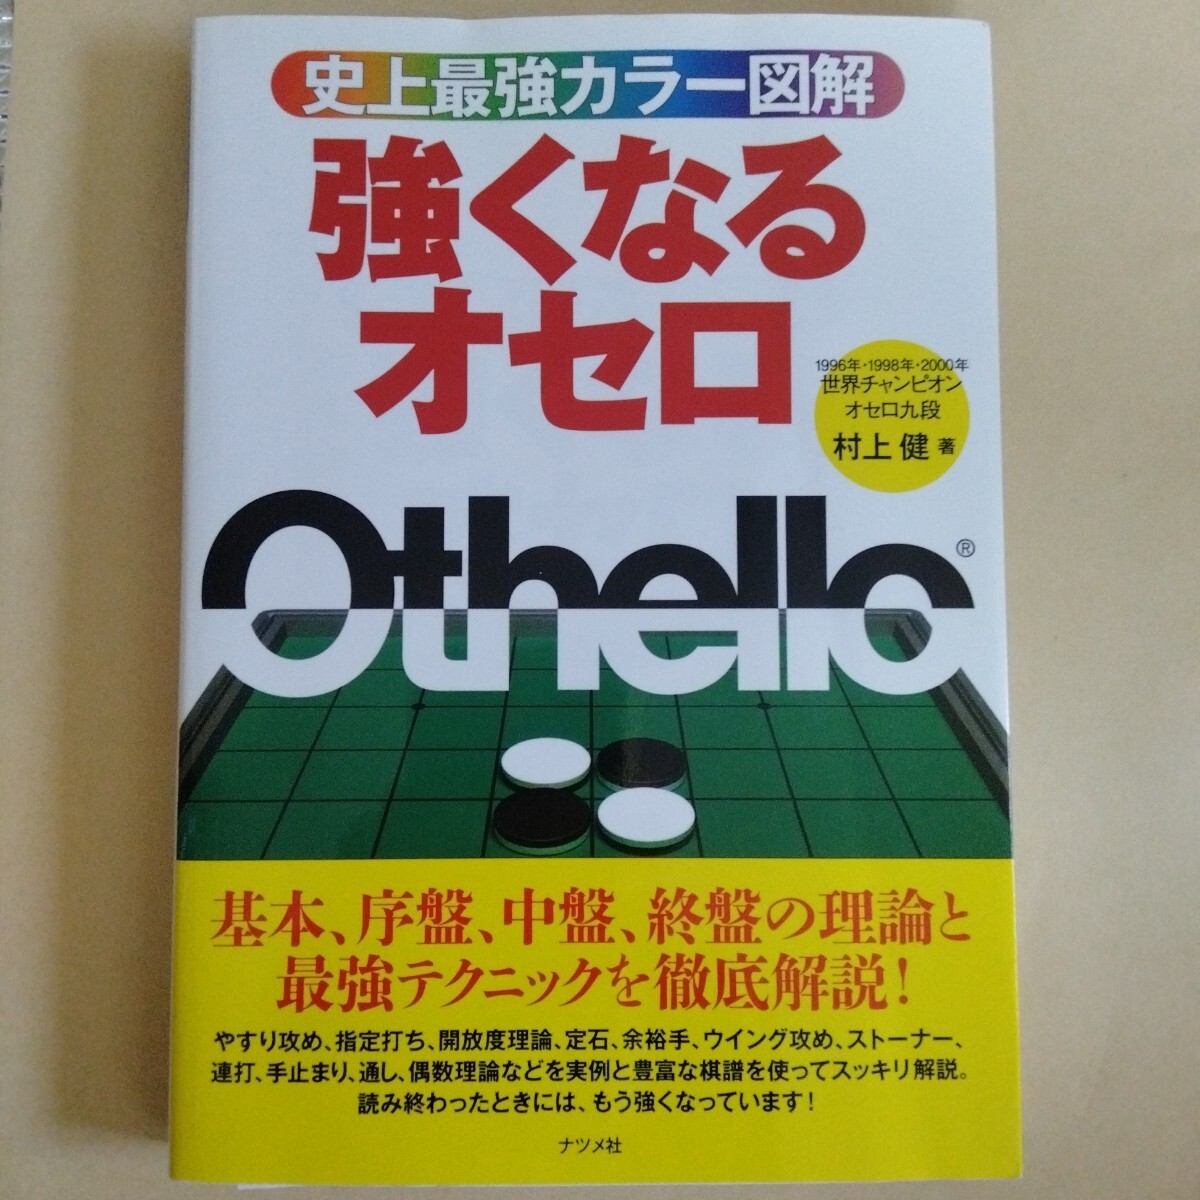 史上最強カラー図解
強くなる
オセロ
1996年・1998年・2000年
世界チャンピオン
オセロ九段
村上 健 著
Othello®
基本、序盤、中盤、終盤の理論と
最強テクニックを徹底解説！
やすり攻め、指定打ち、開放度理論、定石、余裕手、ウイング攻め、ストーナー、
連打、手止まり、通し、偶数理論などを実例と豊富な棋譜を使ってスッキリ解説。
読み終わったときには、もう強くなっています！
ナツメ社